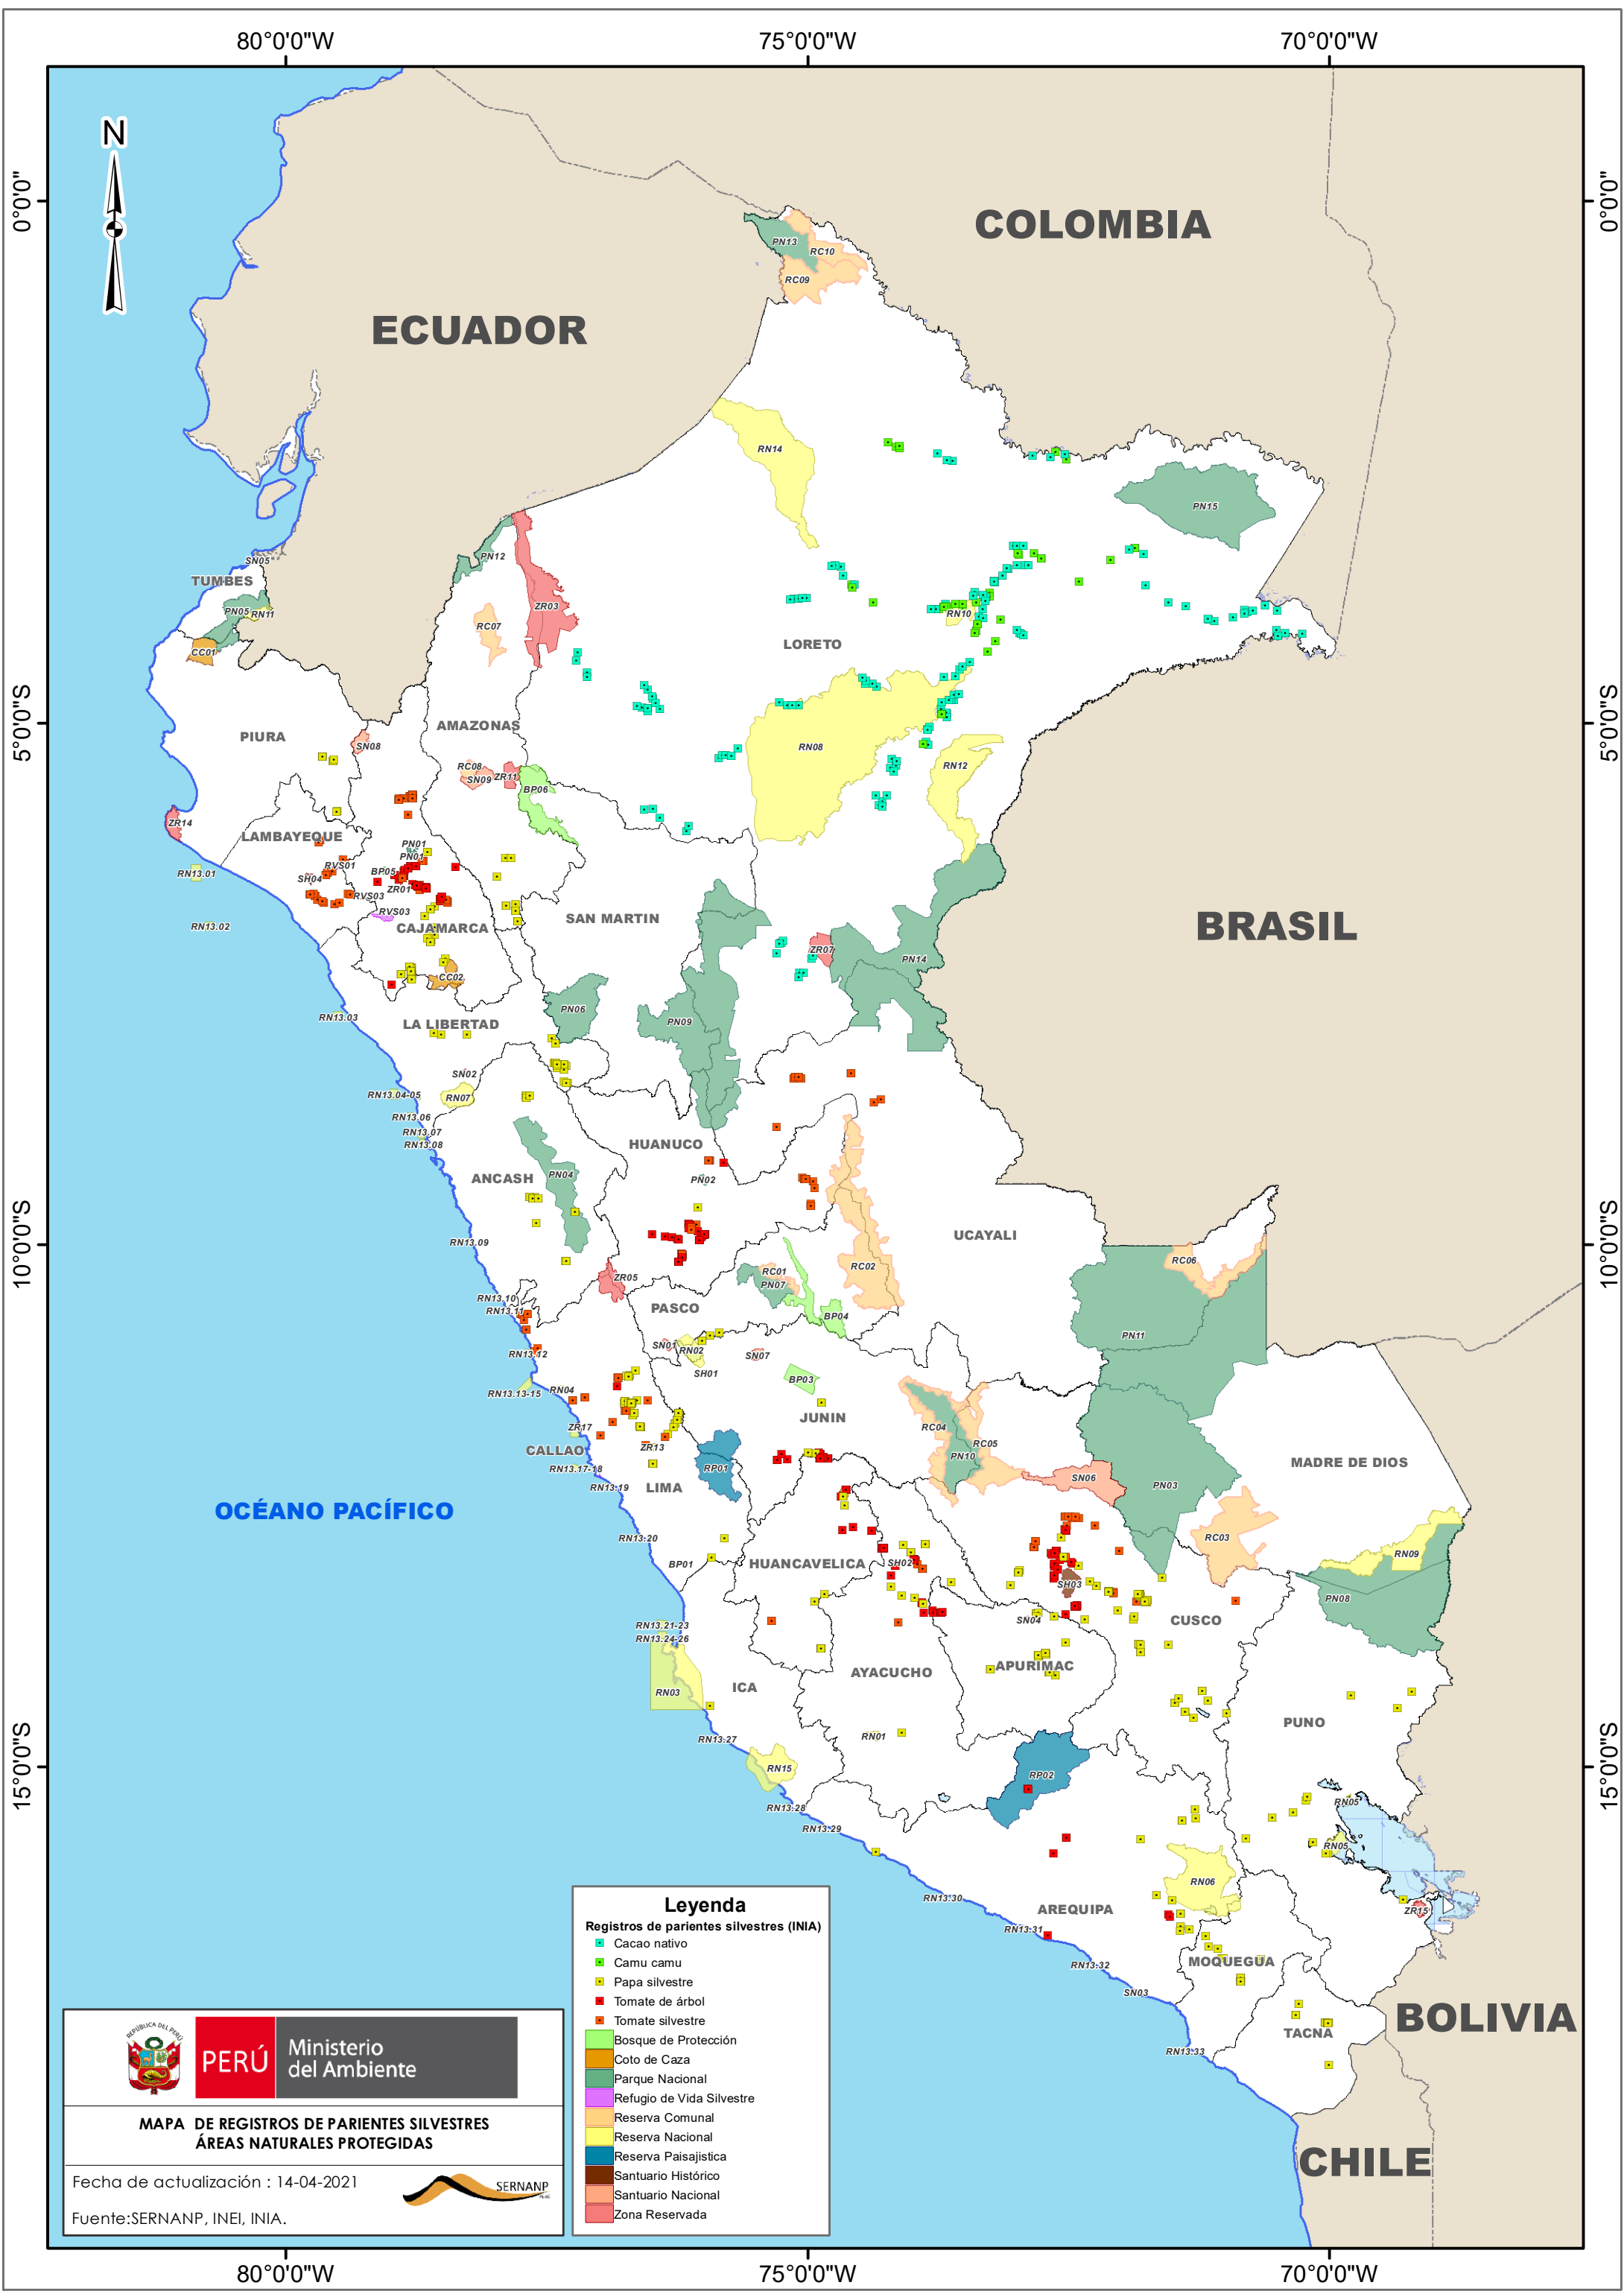 80°0'0"W
75°0'0"W
70°0'0"W
N
0°0'0"
0°0'0"
COLOMBIA
PN13
RC10
RC09
ECUADOR
RN14
PN15
SN05
PN12
TUMBES
PN05
RN11
ZR03
RC07
RN10
CC01
LORETO
5°0'0"S
5°0'0"S
AMAZONAS
PIURA
SN08
RN08
RC08
SN09
ZR11
RN12
BP06
ZR14
LAMBAYEQUE
PN01
PN01
RVS01
RN13.01
BP05
SH04
ZR01
RVS03
RVS03
SAN MARTIN
RN13.02
CAJAMARCA
BRASIL
ZR07
PN14
CC02
PN06
RN13.03
LA LIBERTAD
PN09
SN02
RN13.04-05
RN07
RN13.06
RN13.07
RN13.08
HUANUCO
ANCASH
PN04
PN02
10°0'0"S
10°0'0"S
UCAYALI
RN13.09
RC06
RC02
RC01
ZR05
PN07
RN13.10
PASCO
RN13.11
BP04
PN11
SN01
RN02
RN13.12
SN07
SH01
BP03
RN13.13-15
RN04
JUNIN
RC04
ZR17
RC05
CALLAO
ZR13
PN10
MADRE DE DIOS
RN13.17-18
RP01
SN06
LIMA
RN13.19
PN03
OCÉANO PACÍFICO
RN13.20
RC03
RN09
BP01
HUANCAVELICA
SH02
SH03
PN08
SN04
CUSCO
RN13.21-23
RN13.24-26
APURIMAC
AYACUCHO
ICA
RN03
PUNO
RN01
RN13.27
15°0'0"S
15°0'0"S
RN15
RP02
RN13.28
RN05
RN13.29
RN05
RN06
RN13.30
AREQUIPA
ZR15
RN13.31
MOQUEGUA
RN13.32
SN03
BOLIVIA
TACNA
RN13.33
CHILE
Leyenda
Registros de parientes silvestres (INIA)
Cacao nativo
Camu camu
Papa silvestre
Tomate de árbol
Tomate silvestre
Bosque de Protección
Coto de Caza
Parque Nacional
Refugio de Vida Silvestre
Reserva Comunal
Reserva Nacional
Reserva Paisajistica
Santuario Histórico
Santuario Nacional
Zona Reservada
REPÚBLICA DEL PERÚ
PERÚ
Ministerio
del Ambiente
MAPA DE REGISTROS DE PARIENTES SILVESTRES
ÁREAS NATURALES PROTEGIDAS
Fecha de actualización : 14-04-2021
SERNANP
Fuente:SERNANP, INEI, INIA.
80°0'0"W
75°0'0"W
70°0'0"W